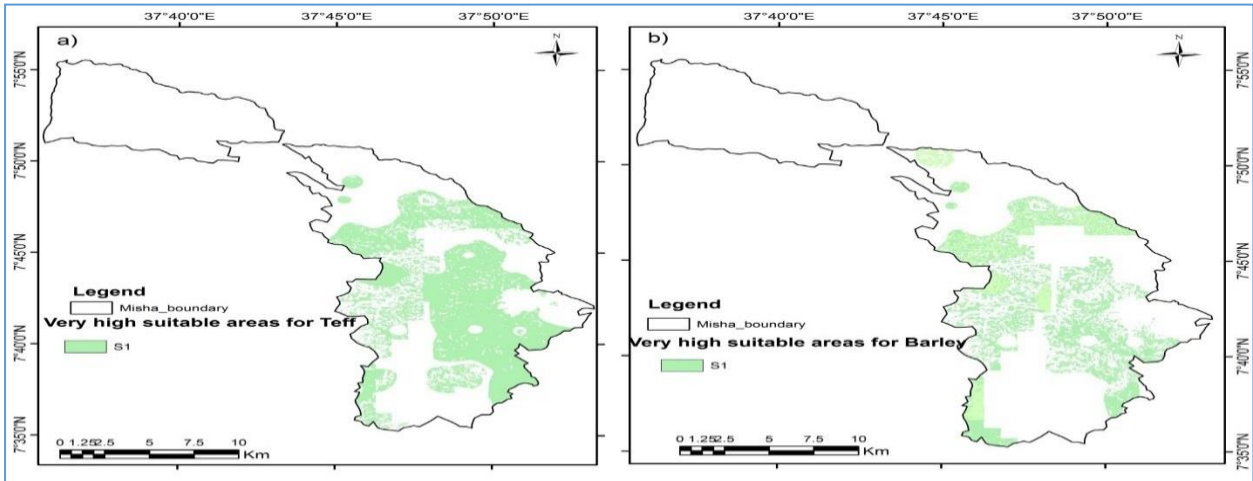 37°40'0"E 37°45'0"E 37°50'0"E
a)
N
7°55'0"N
7°50'0"N
7°45'0"N
7°40'0"N
7°35'0"N
Legend
Misha_boundary
Very high suitable areas for Teff
S1
0 1.25 2.5 5 7.5 10
Km
37°40'0"E 37°45'0"E 37°50'0"E
b)
N
7°55'0"N
7°50'0"N
7°45'0"N
7°40'0"N
7°35'0"N
Legend
Misha_boundary
Very high suitable areas for Barley
S1
0 1.25 2.5 5 7.5 10
Km